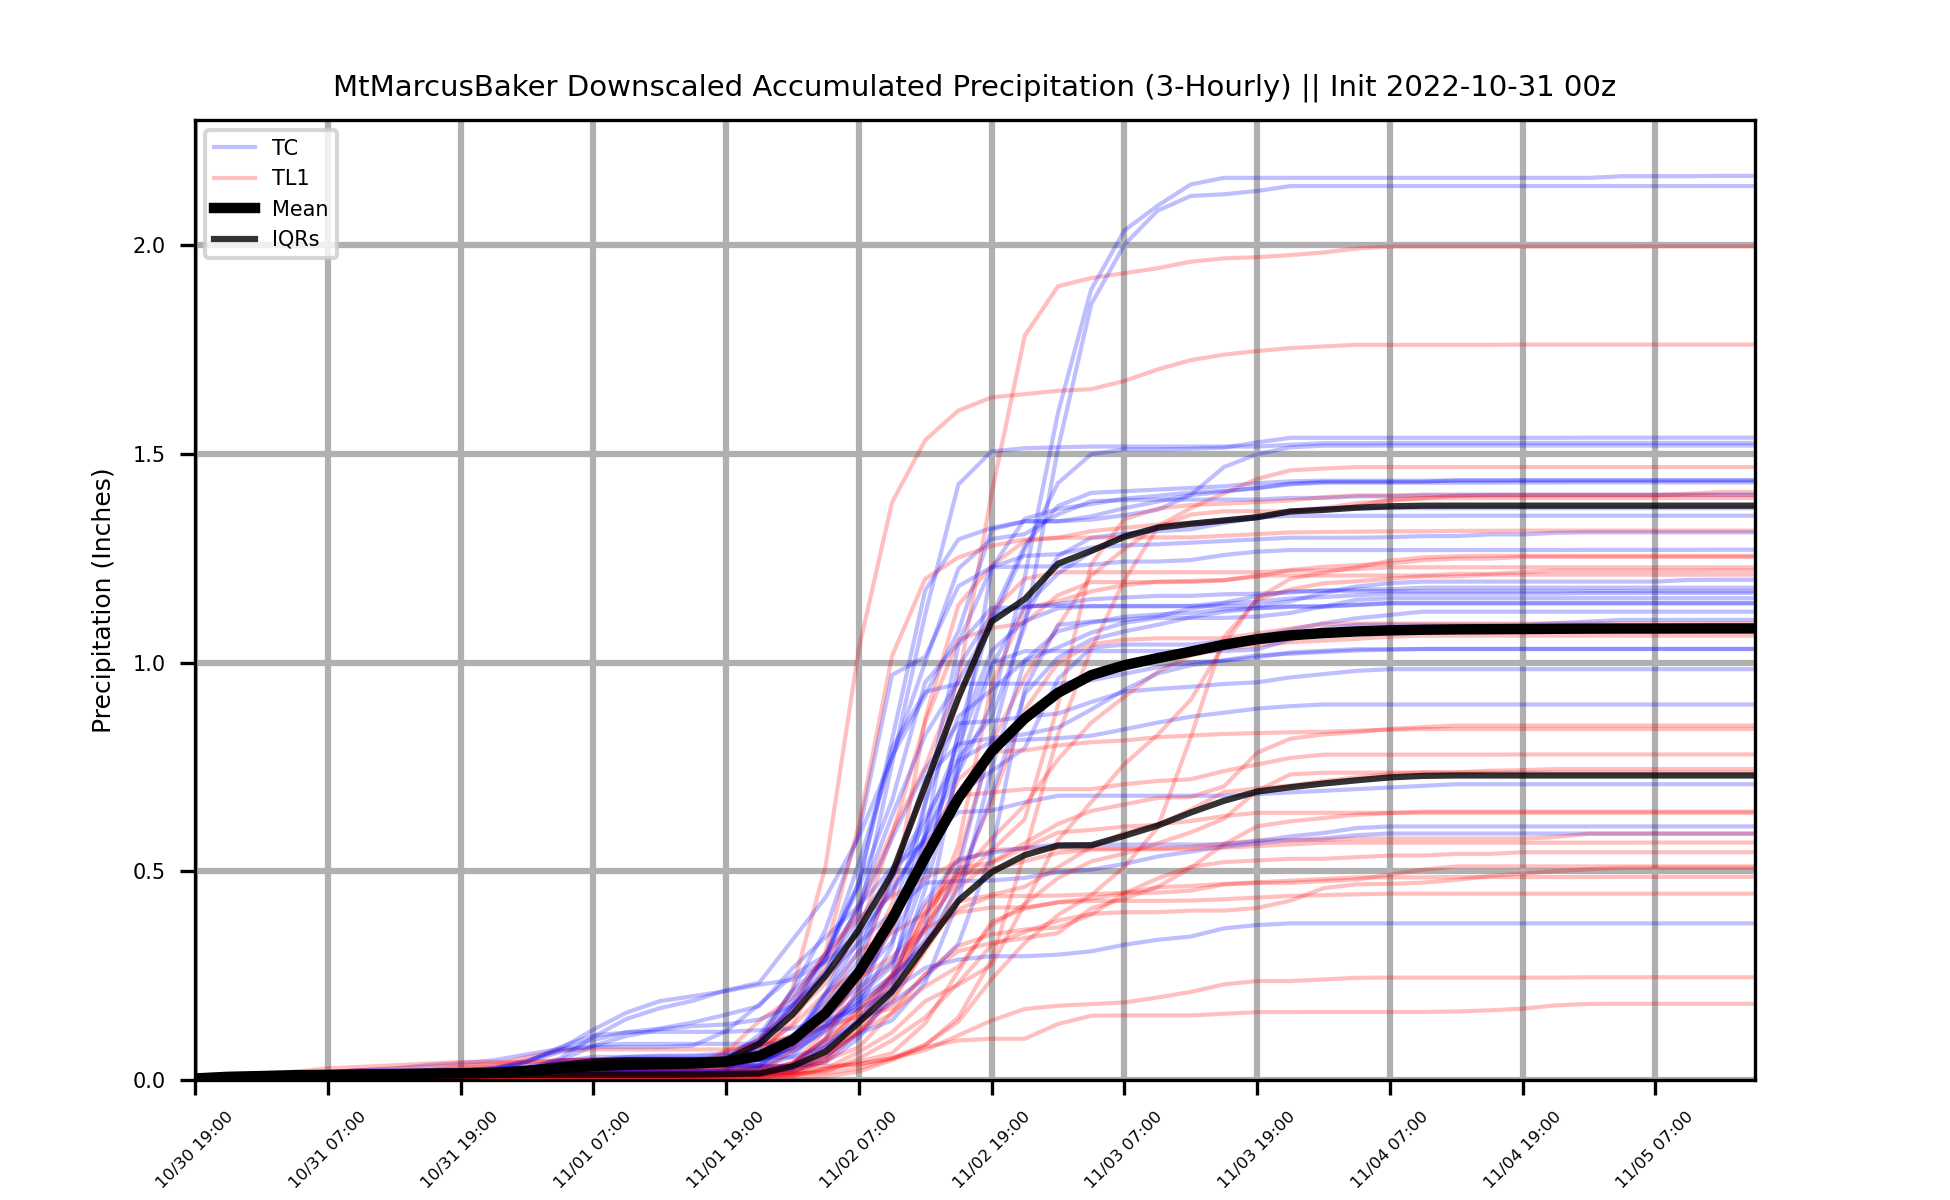 MtMarcusBaker Downscaled Accumulated Precipitation (3-Hourly) || Init 2022-10-31 00z
TC
TL1
Mean
IQRs
Precipitation (Inches)
2.0
1.5
1.0
0.5
0.0
10/30 19:00
10/31 07:00
10/31 19:00
11/01 07:00
11/01 19:00
11/02 07:00
11/02 19:00
11/03 07:00
11/03 19:00
11/04 07:00
11/04 19:00
11/05 07:00